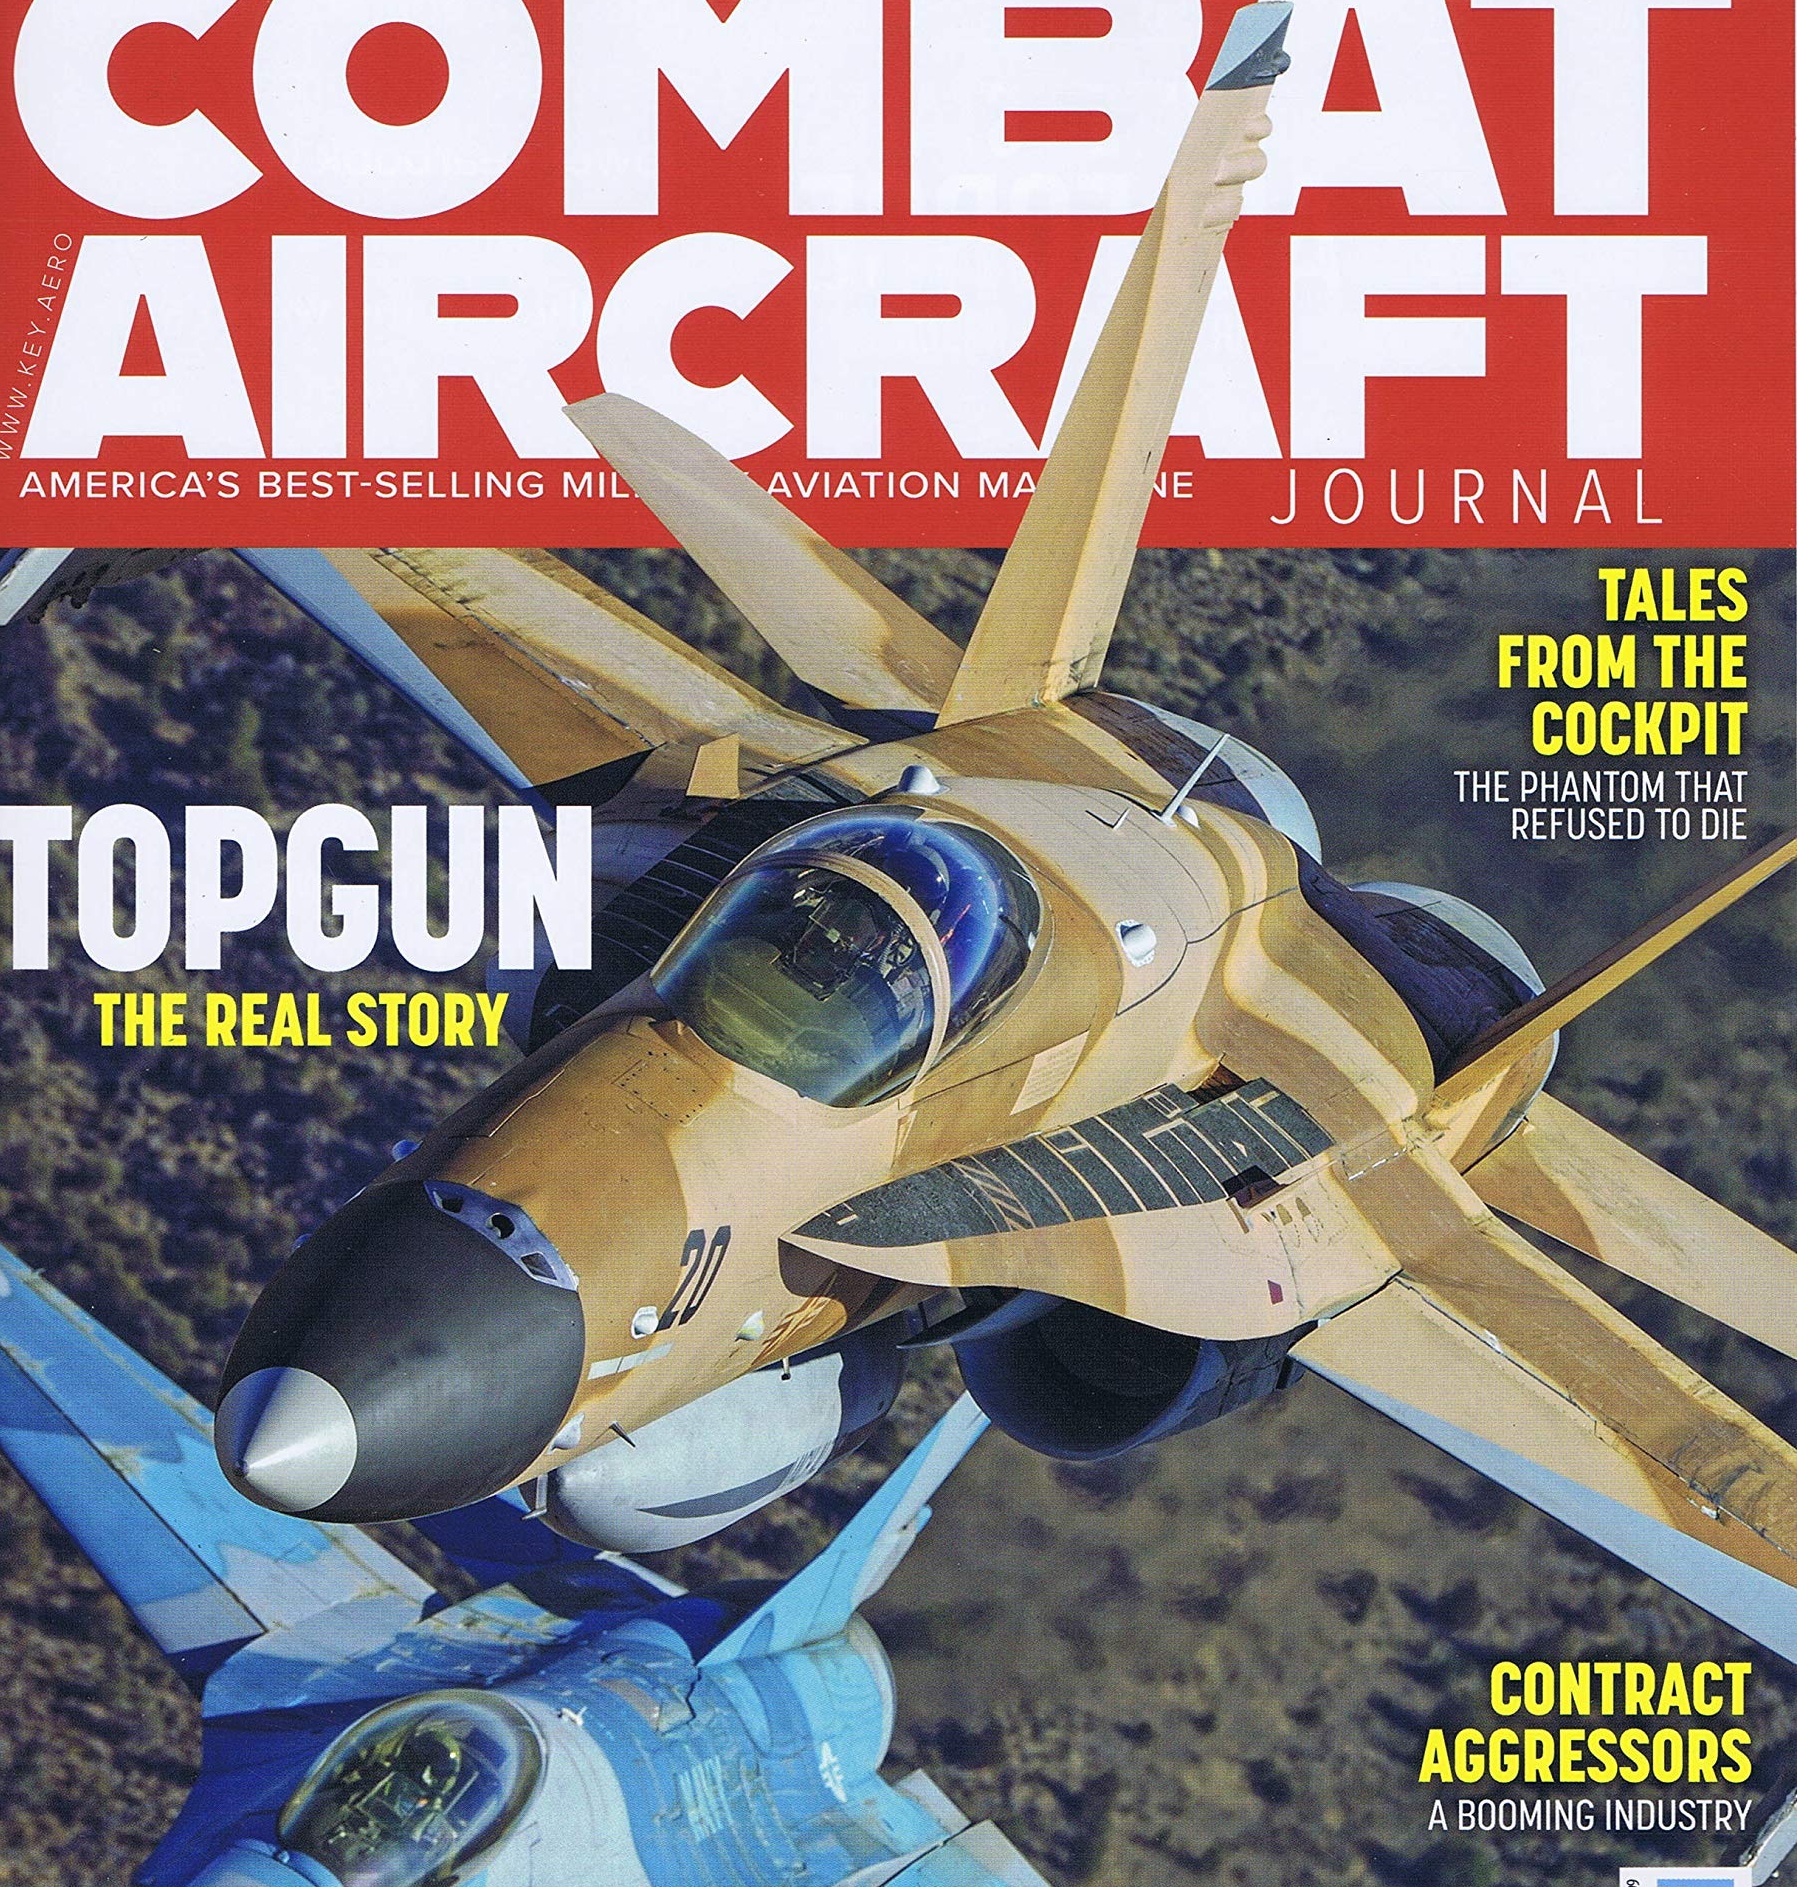 COMBAT
AIRCRAFT
WWW.KEY.AERO
AMERICA'S BEST-SELLING AVIATION
JOURNAL
TALES
FROM THE
COCKPIT
THE PHANTOM THAT
REFUSED TO DIE
TOPGUN
THE REAL STORY
20
NAVY
CONTRACT
AGGRESSORS
A BOOMING INDUSTRY